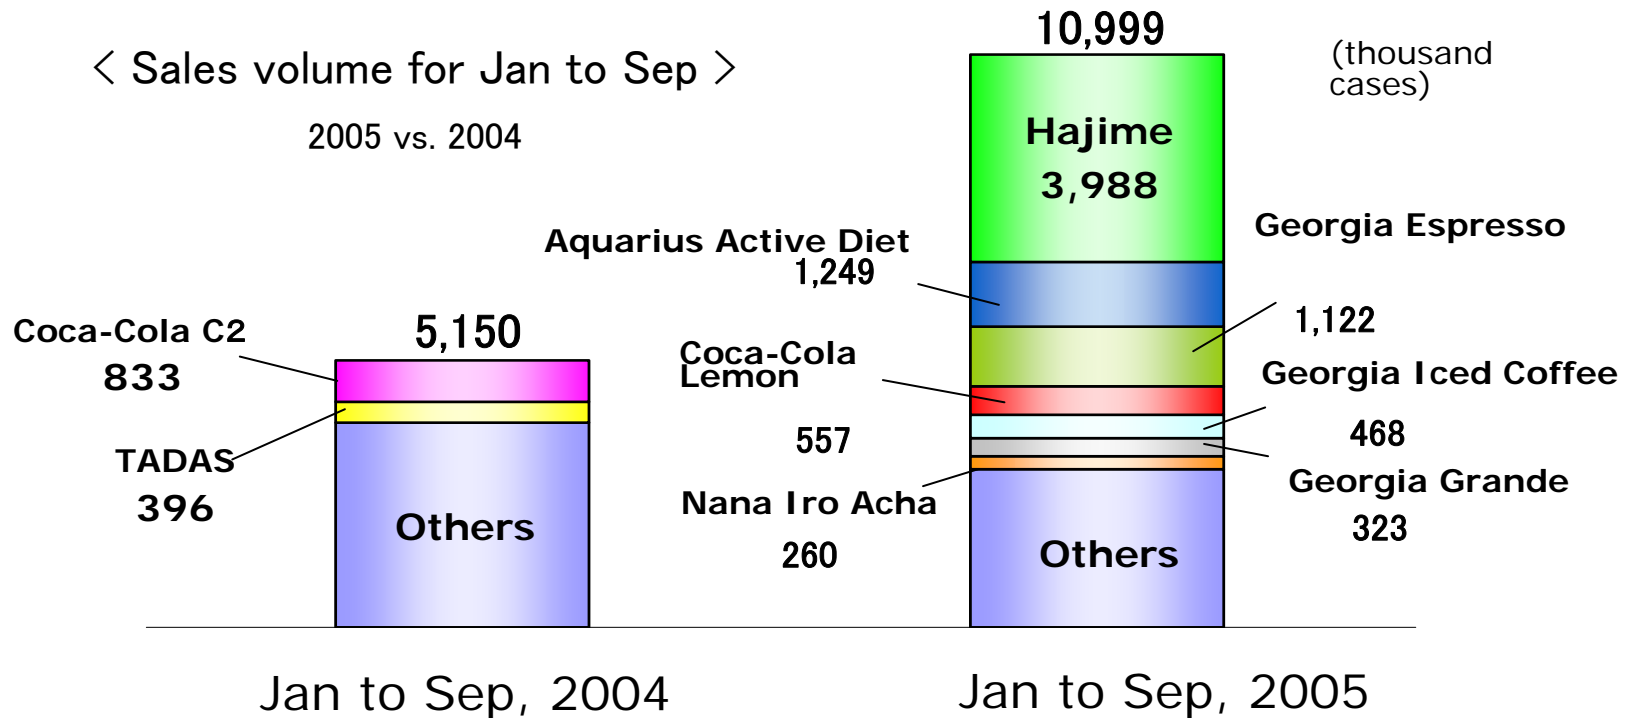 < Sales volume for Jan to Sep >
2005 vs. 2004
(thousand
cases)
Coca-Cola C2
833
TADAS
396
5,150
Others
Jan to Sep, 2004
10,999
Hajime
3,988
Aquarius Active Diet
1,249
Georgia Espresso
1,122
Coca-Cola
Lemon
557
Georgia Iced Coffee
468
Georgia Grande
323
Nana Iro Acha
260
Others
Jan to Sep, 2005